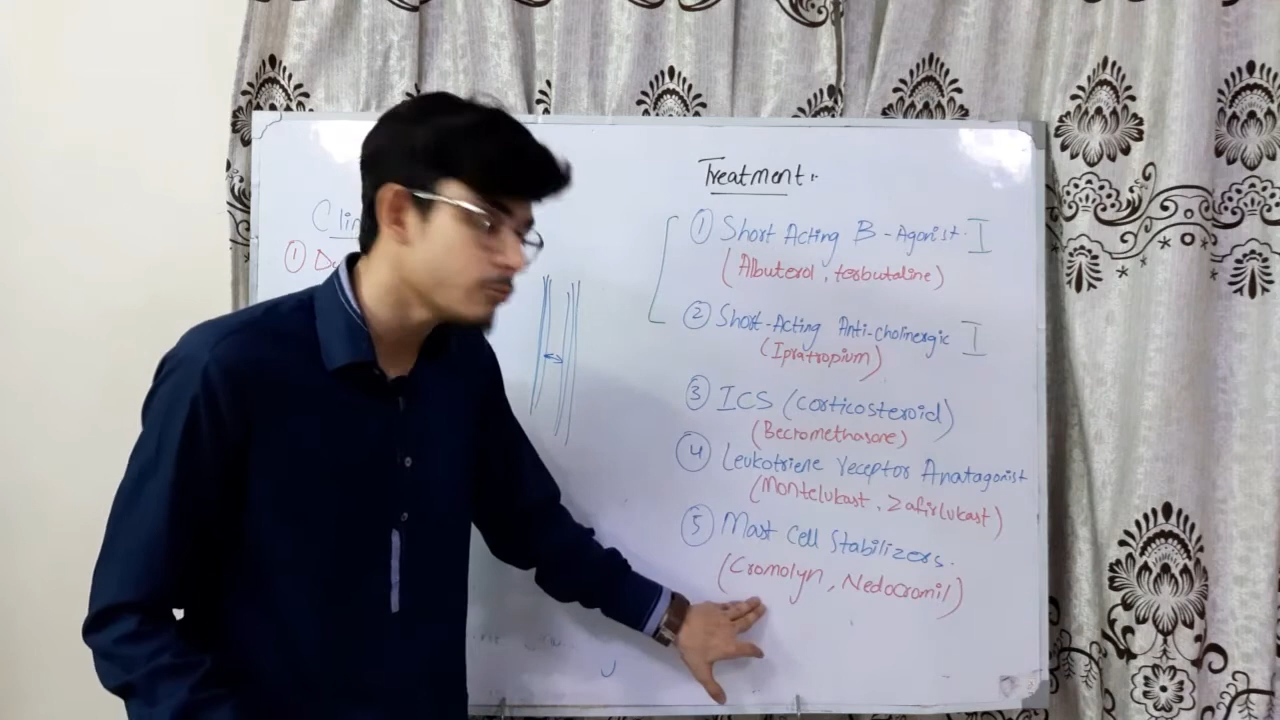 Treatment:-
Clin
① Short Acting B-Agonist. I
① Du
(Albuterol, terbutaline)
② Short-Acting Anti-cholinergic I
(Ipratropium)
③ ICS (corticosteroid)
(Becromethasone)
④ Leukotriene receptor Anatagonist
(Montelukast, Zafirlukast)
⑤ Mast Cell Stabilizers.
(Cromolyn, Nedocromil)